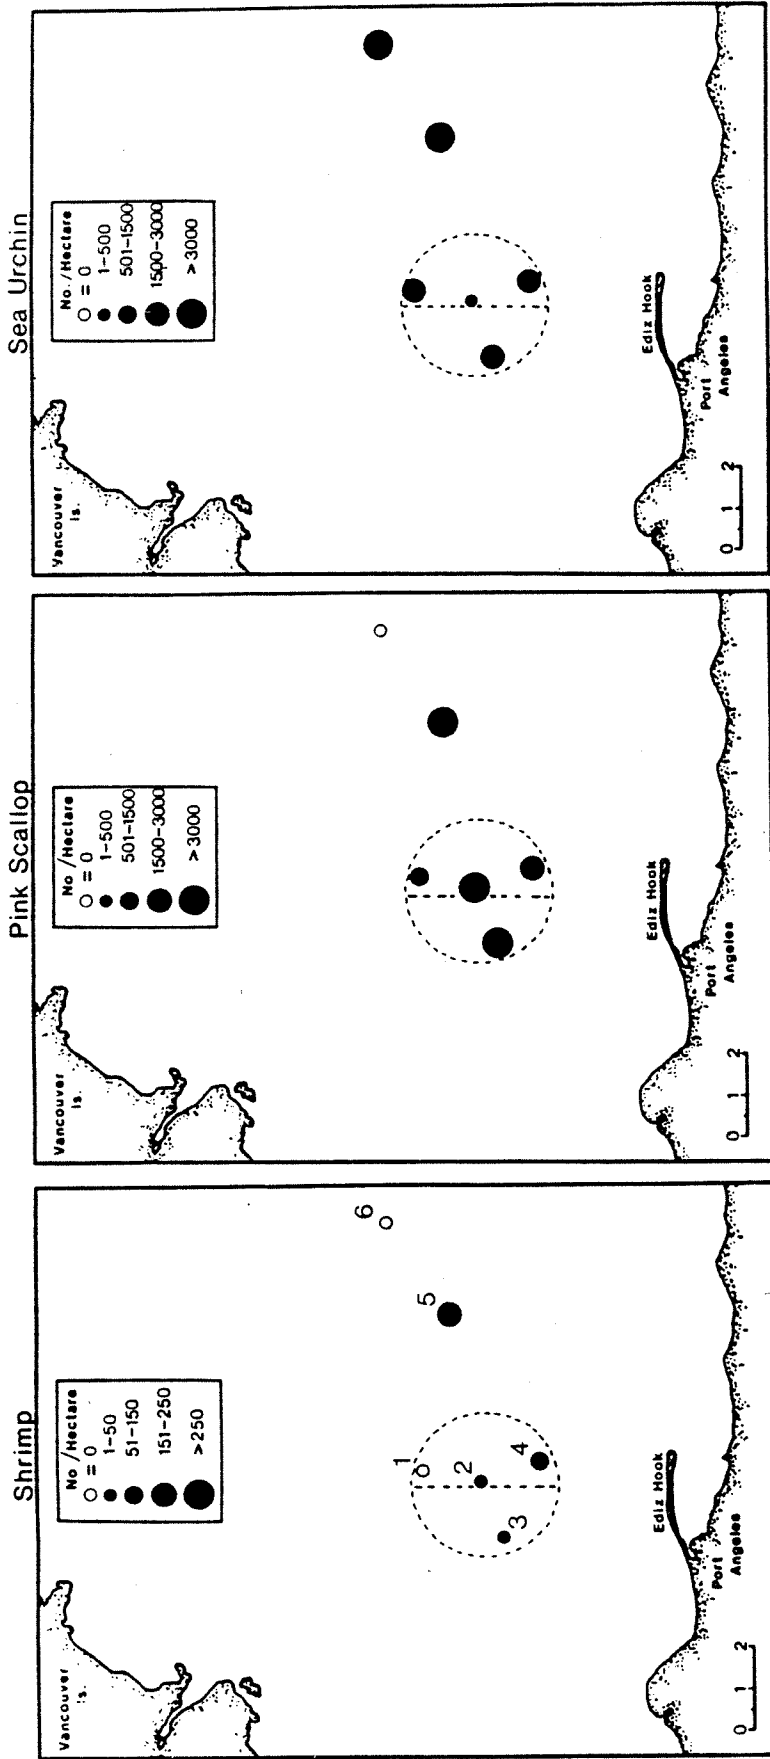 Shrimp
No /Hectare
= 0
1-50
51-150
151-250
>250
Vancouver
Is.
1
2
3
4
5
6
Ediz Hook
Port
Angeles
0 1 2
Pink Scallop
No /Hectare
= 0
1-500
501-1500
1500-3000
>3000
Vancouver
Is.
Ediz Hook
Port
Angeles
0 1 2
Sea Urchin
No./Hectare
= 0
1-500
501-1500
1500-3000
>3000
Vancouver
Is.
Ediz Hook
Port
Angeles
0 1 2